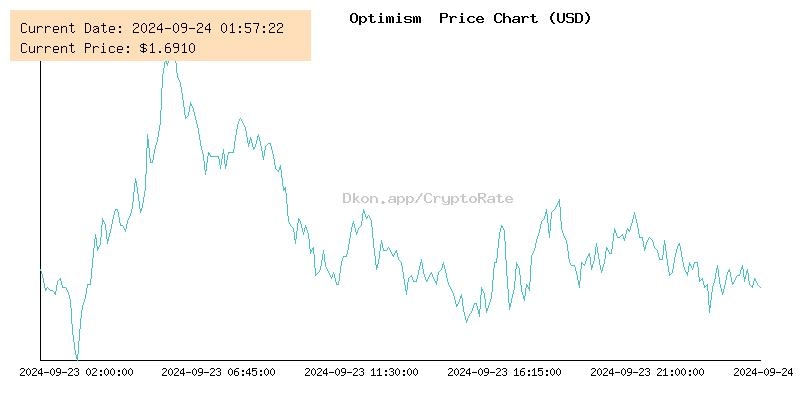 Optimism  Price Chart (USD)
Current Date: 2024-09-24 01:57:22
Current Price: $1.6910
Dkon.app/CryptoRate
2024-09-23 02:00:00 2024-09-23 06:45:00 2024-09-23 11:30:00 2024-09-23 16:15:00 2024-09-23 21:00:00 2024-09-24